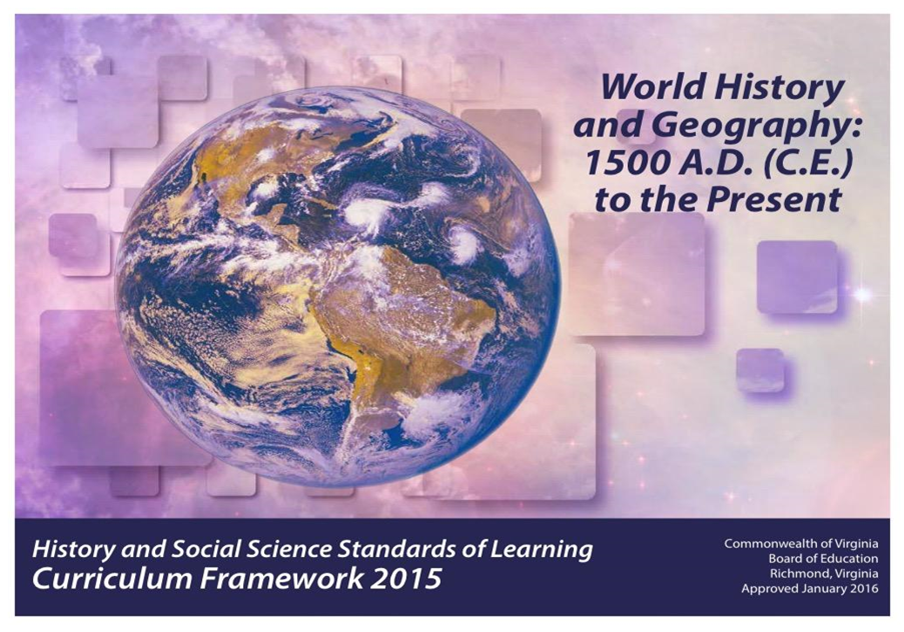 World History
and Geography:
1500 A.D. (C.E.)
to the Present
History and Social Science Standards of Learning
Curriculum Framework 2015
Commonwealth of Virginia
Board of Education
Richmond, Virginia
Approved January 2016